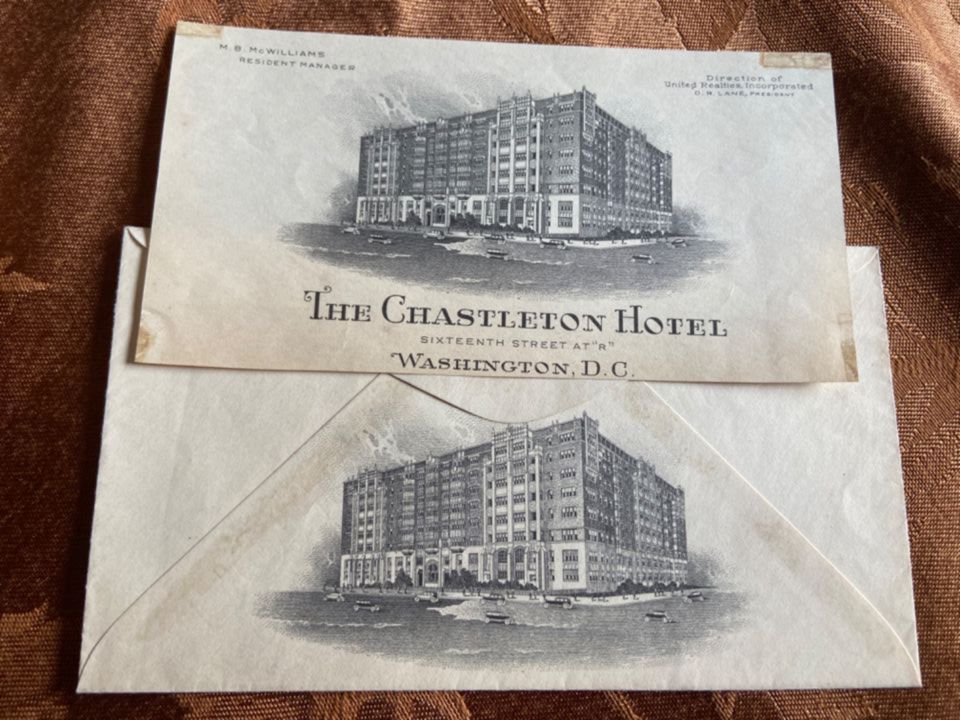 M. B. McWILLIAMS
RESIDENT MANAGER
Direction of
United Realties, Incorporated
D. R. LANE, PRESIDENT
THE CHASTLETON HOTEL
SIXTEENTH STREET AT "R"
WASHINGTON, D.C.